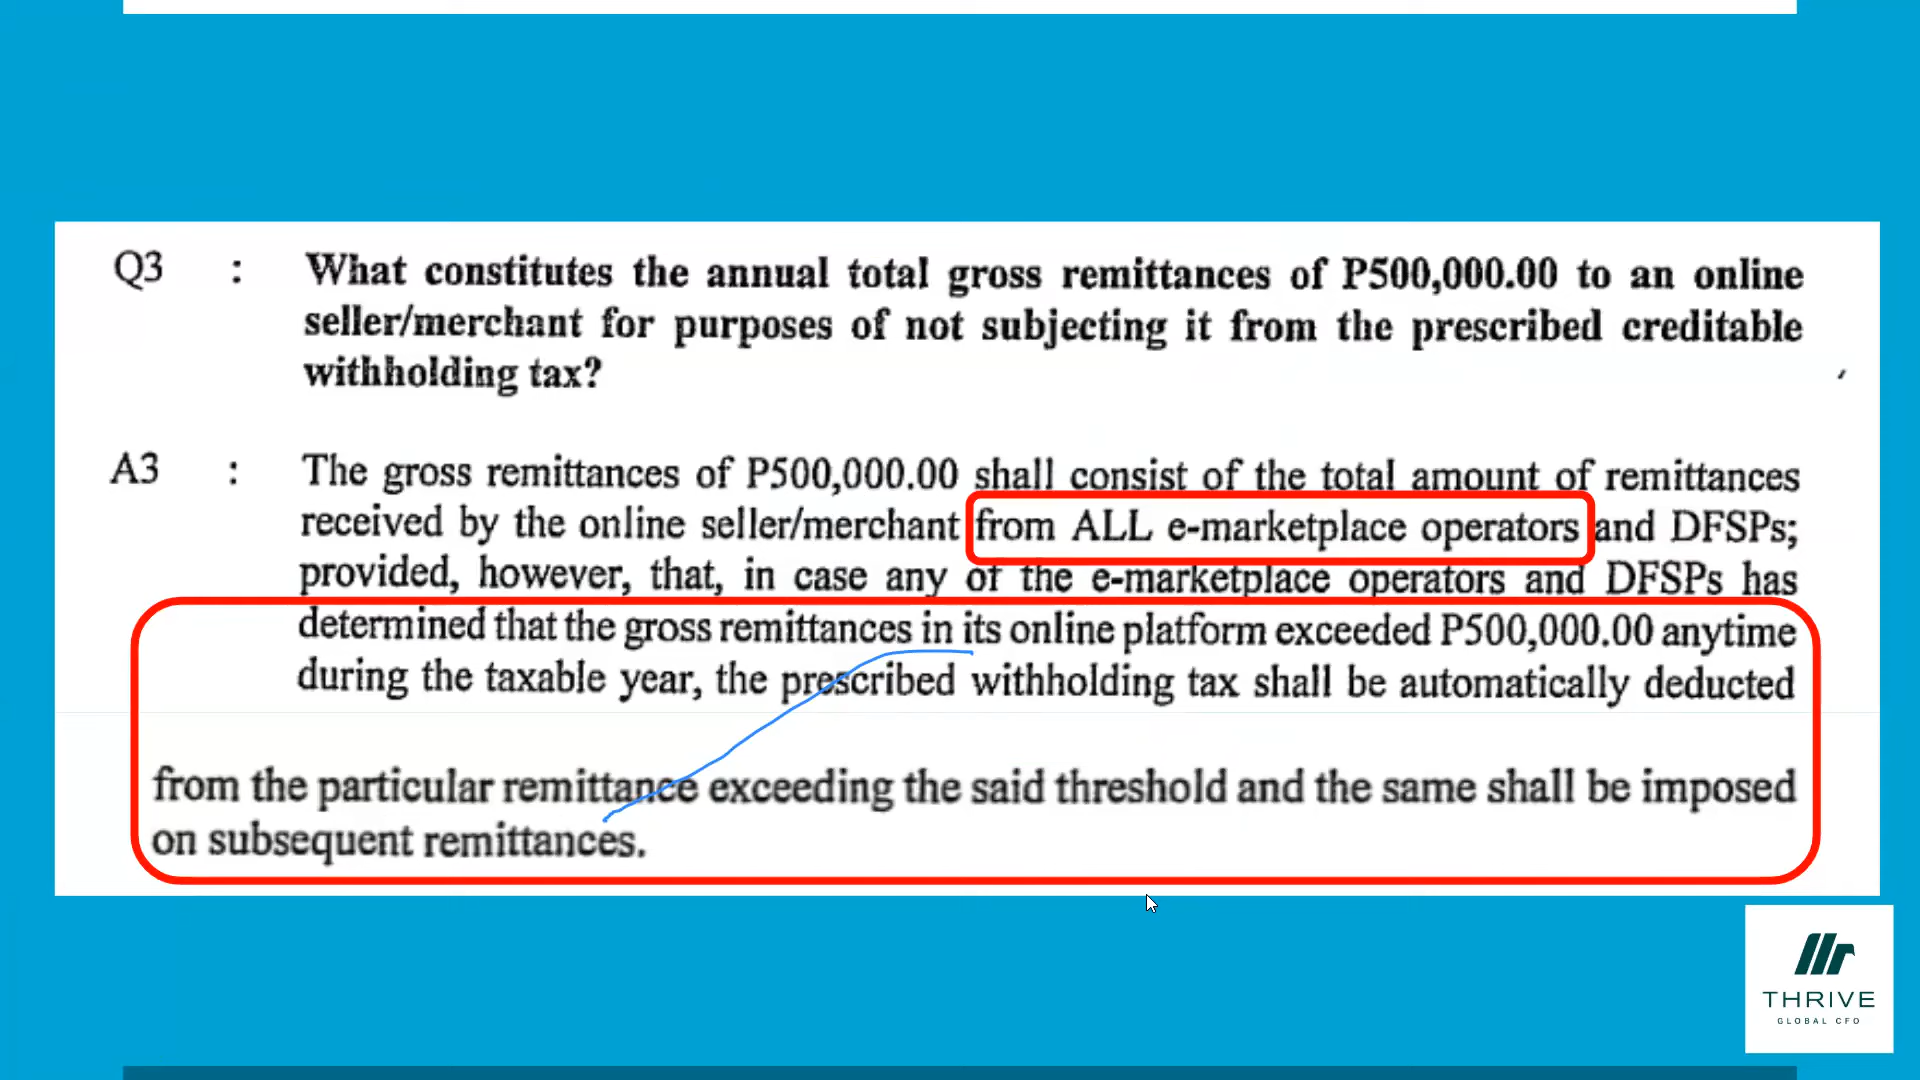 Q3 : What constitutes the annual total gross remittances of P500,000.00 to an online
seller/merchant for purposes of not subjecting it from the prescribed creditable
withholding tax?
A3 : The gross remittances of P500,000.00 shall consist of the total amount of remittances
received by the online seller/merchant from ALL e-marketplace operators and DFSPs;
provided, however, that, in case any of the e-marketplace operators and DFSPs has
determined that the gross remittances in its online platform exceeded P500,000.00 anytime
during the taxable year, the prescribed withholding tax shall be automatically deducted
from the particular remittance exceeding the said threshold and the same shall be imposed
on subsequent remittances.
THRIVE
GLOBAL CFO